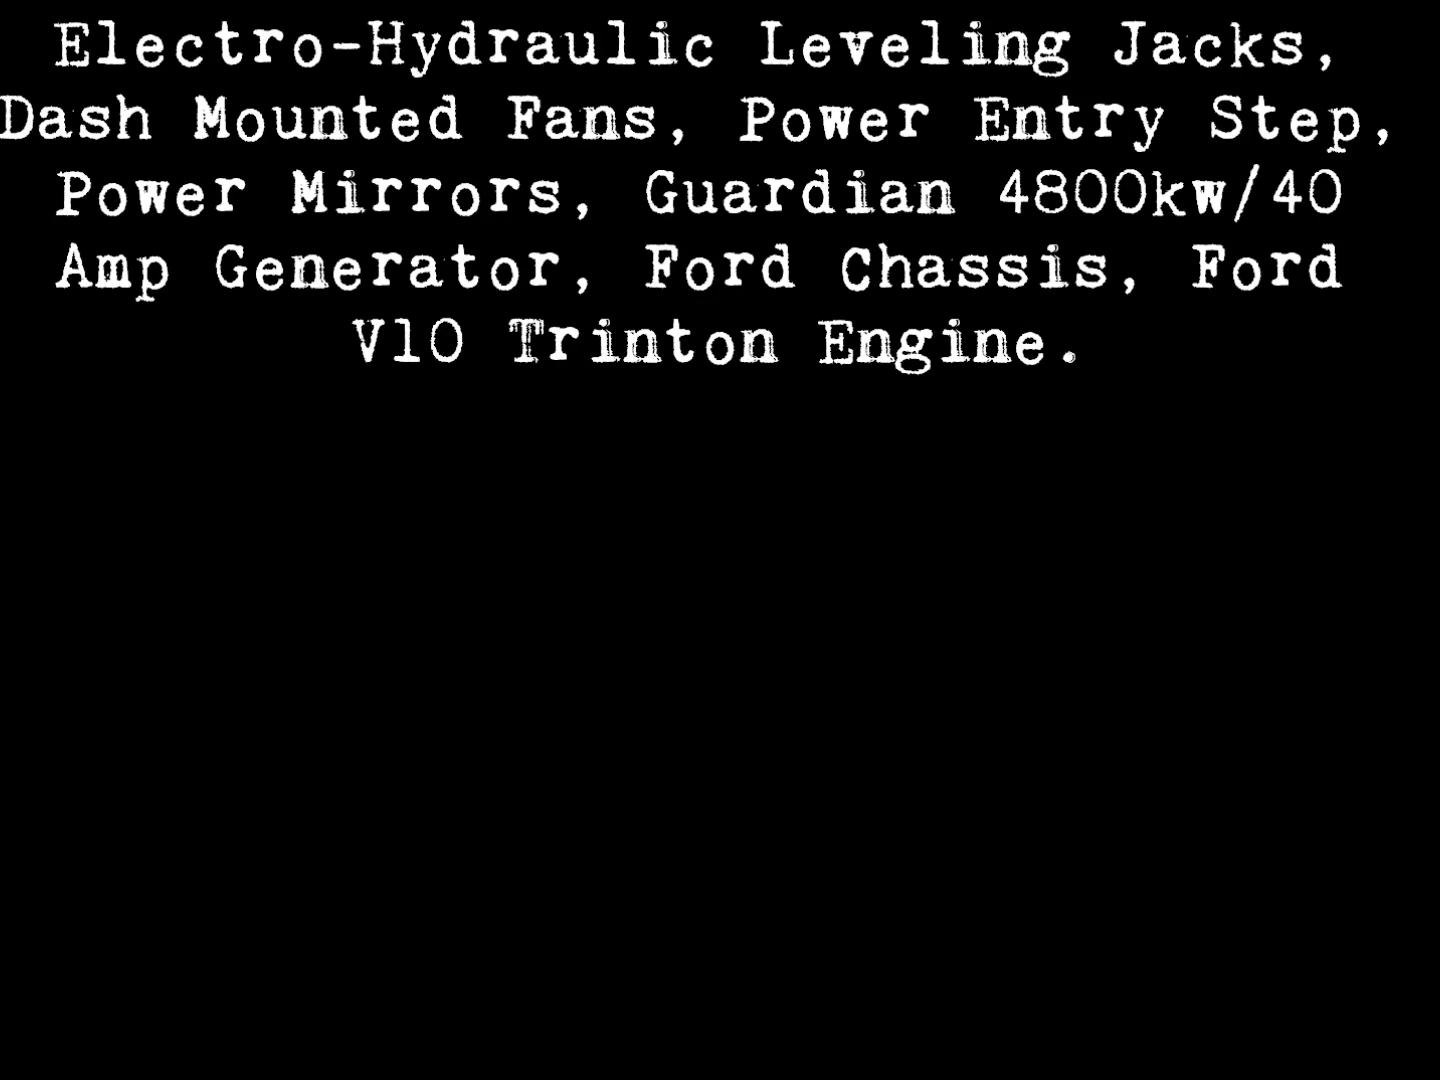 Electro-Hydraulic Leveling Jacks,
Dash Mounted Fans, Power Entry Step,
Power Mirrors, Guardian 4800kw/40
Amp Generator, Ford Chassis, Ford
V10 Trinton Engine.